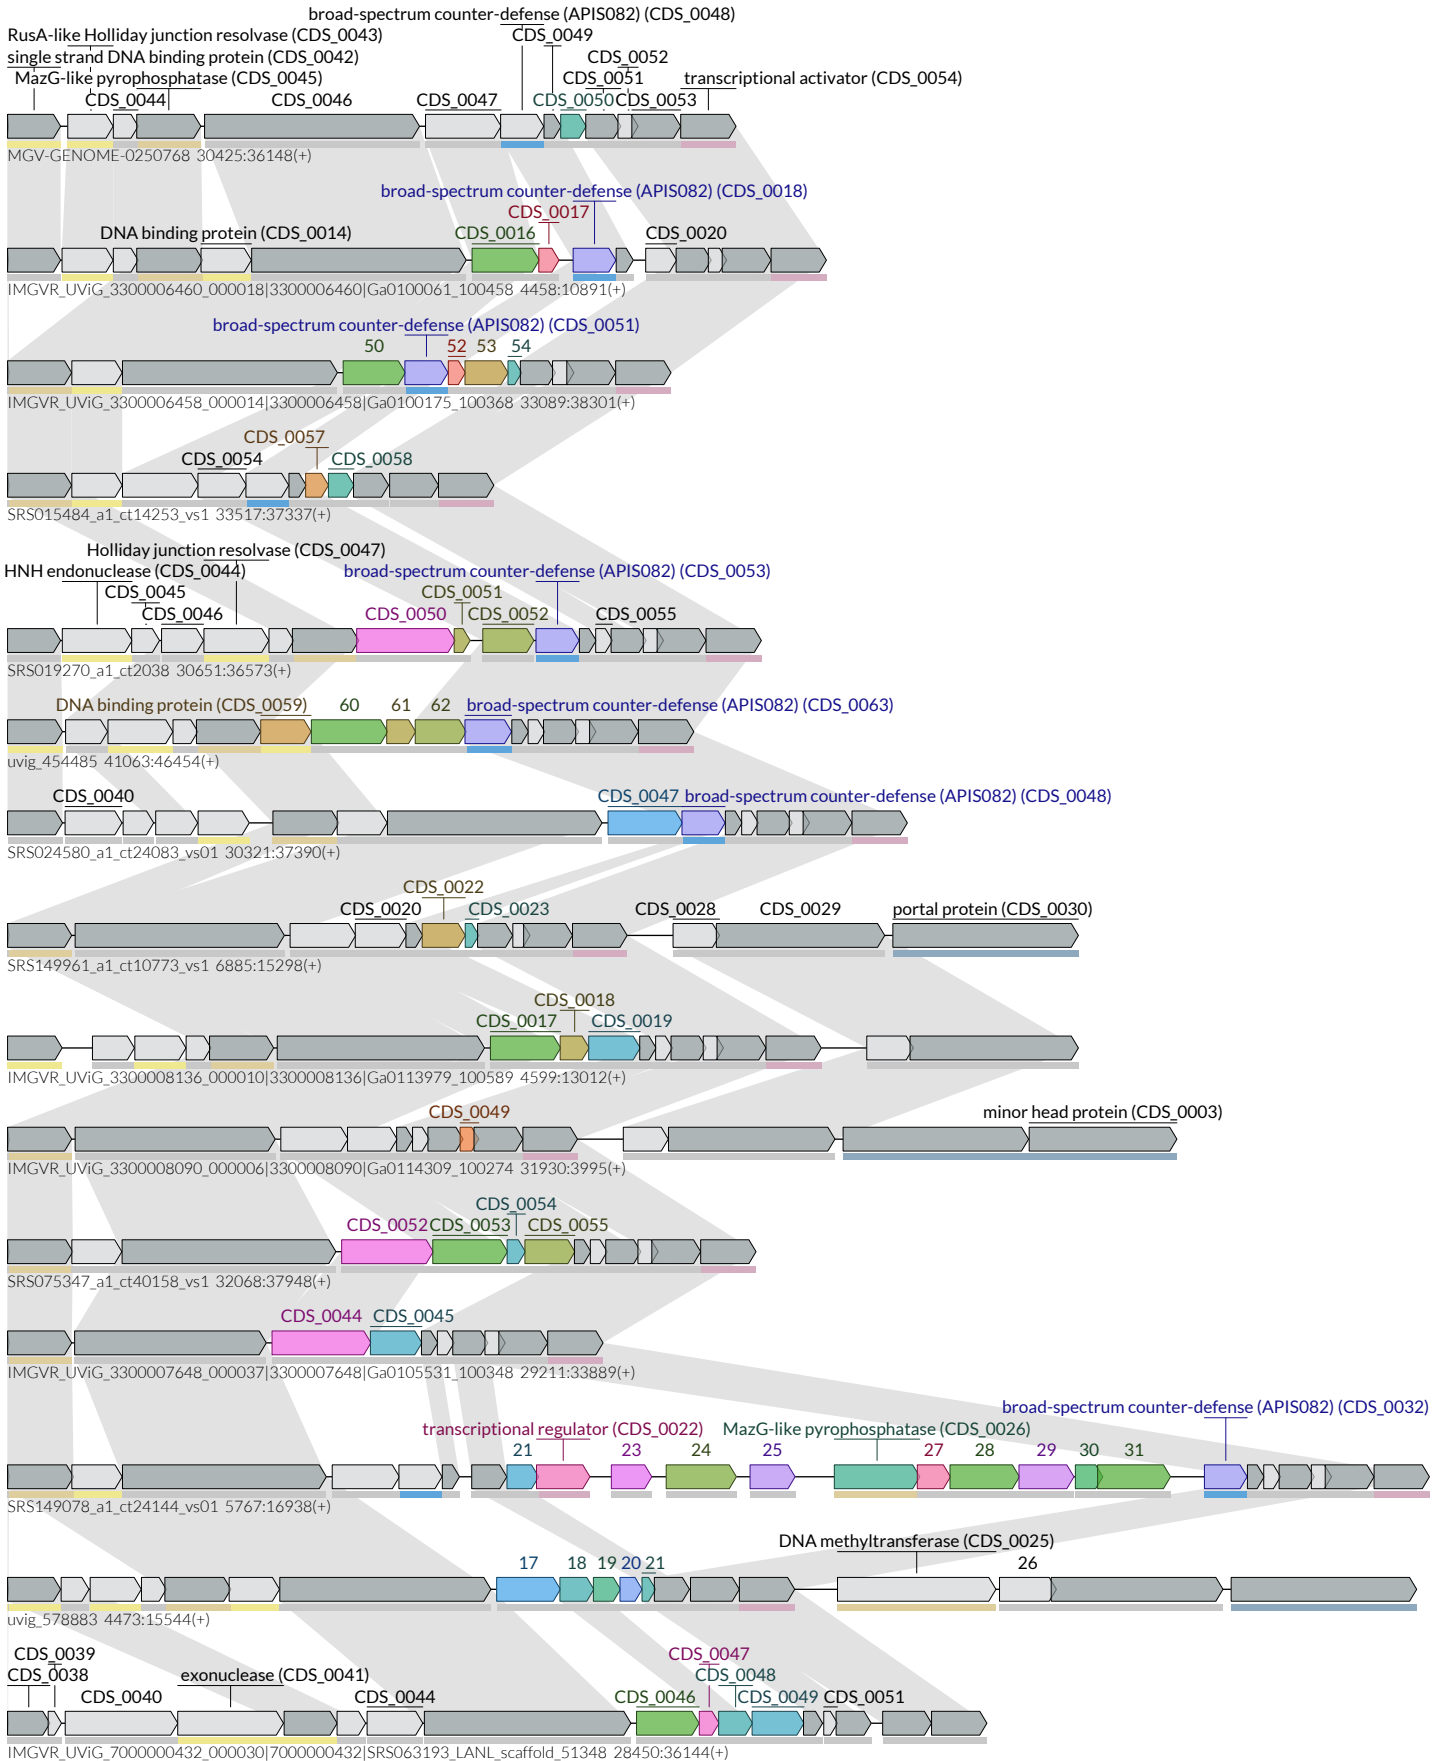 broad-spectrum counter-defense (APIS082) (CDS_0048)
RusA-like Holliday junction resolvase (CDS_0043) CDS_0049
single strand DNA binding protein (CDS_0042) CDS_0052
MazG-like pyrophosphatase (CDS_0045) CDS_0051 transcriptional activator (CDS_0054)
CDS_0044 CDS_0046 CDS_0047 CDS_0050 CDS_0053
MGV-GENOME-0250768 30425:36148(+)
broad-spectrum counter-defense (APIS082) (CDS_0018)
CDS_0017
DNA binding protein (CDS_0014) CDS_0016 CDS_0020
IMGVR_UViG_3300006460_000018|3300006460|Ga0100061_100458 4458:10891(+)
broad-spectrum counter-defense (APIS082) (CDS_0051)
50 52 53 54
IMGVR_UViG_3300006458_000014|3300006458|Ga0100175_100368 33089:38301(+)
CDS_0057
CDS_0054 CDS_0058
SRS015484_a1_ct14253_vs1 33517:37337(+)
Holliday junction resolvase (CDS_0047)
HNH endonuclease (CDS_0044) broad-spectrum counter-defense (APIS082) (CDS_0053)
CDS_0045 CDS_0051
CDS_0046 CDS_0050 CDS_0052 CDS_0055
SRS019270_a1_ct2038 30651:36573(+)
DNA binding protein (CDS_0059) 60 61 62 broad-spectrum counter-defense (APIS082) (CDS_0063)
uvig_454485 41063:46454(+)
CDS_0040 CDS_0047 broad-spectrum counter-defense (APIS082) (CDS_0048)
SRS024580_a1_ct24083_vs01 30321:37390(+)
CDS_0022
CDS_0020 CDS_0023 CDS_0028 CDS_0029 portal protein (CDS_0030)
SRS149961_a1_ct10773_vs1 6885:15298(+)
CDS_0018
CDS_0017 CDS_0019
IMGVR_UViG_3300008136_000010|3300008136|Ga0113979_100589 4599:13012(+)
CDS_0049 minor head protein (CDS_0003)
IMGVR_UViG_3300008090_000006|3300008090|Ga0114309_100274 31930:3995(+)
CDS_0054
CDS_0052 CDS_0053 CDS_0055
SRS075347_a1_ct40158_vs1 32068:37948(+)
CDS_0044 CDS_0045
IMGVR_UViG_3300007648_000037|3300007648|Ga0105531_100348 29211:33889(+)
broad-spectrum counter-defense (APIS082) (CDS_0032)
transcriptional regulator (CDS_0022) MazG-like pyrophosphatase (CDS_0026)
21 23 24 25 27 28 29 30 31
SRS149078_a1_ct24144_vs01 5767:16938(+)
DNA methyltransferase (CDS_0025)
17 18 19 20 21 26
uvig_578883 4473:15544(+)
CDS_0039 CDS_0047
CDS_0038 exonuclease (CDS_0041) CDS_0048
CDS_0040 CDS_0044 CDS_0046 CDS_0049 CDS_0051
IMGVR_UViG_7000000432_000030|7000000432|SRS063193_LANL_scaffold_51348 28450:36144(+)